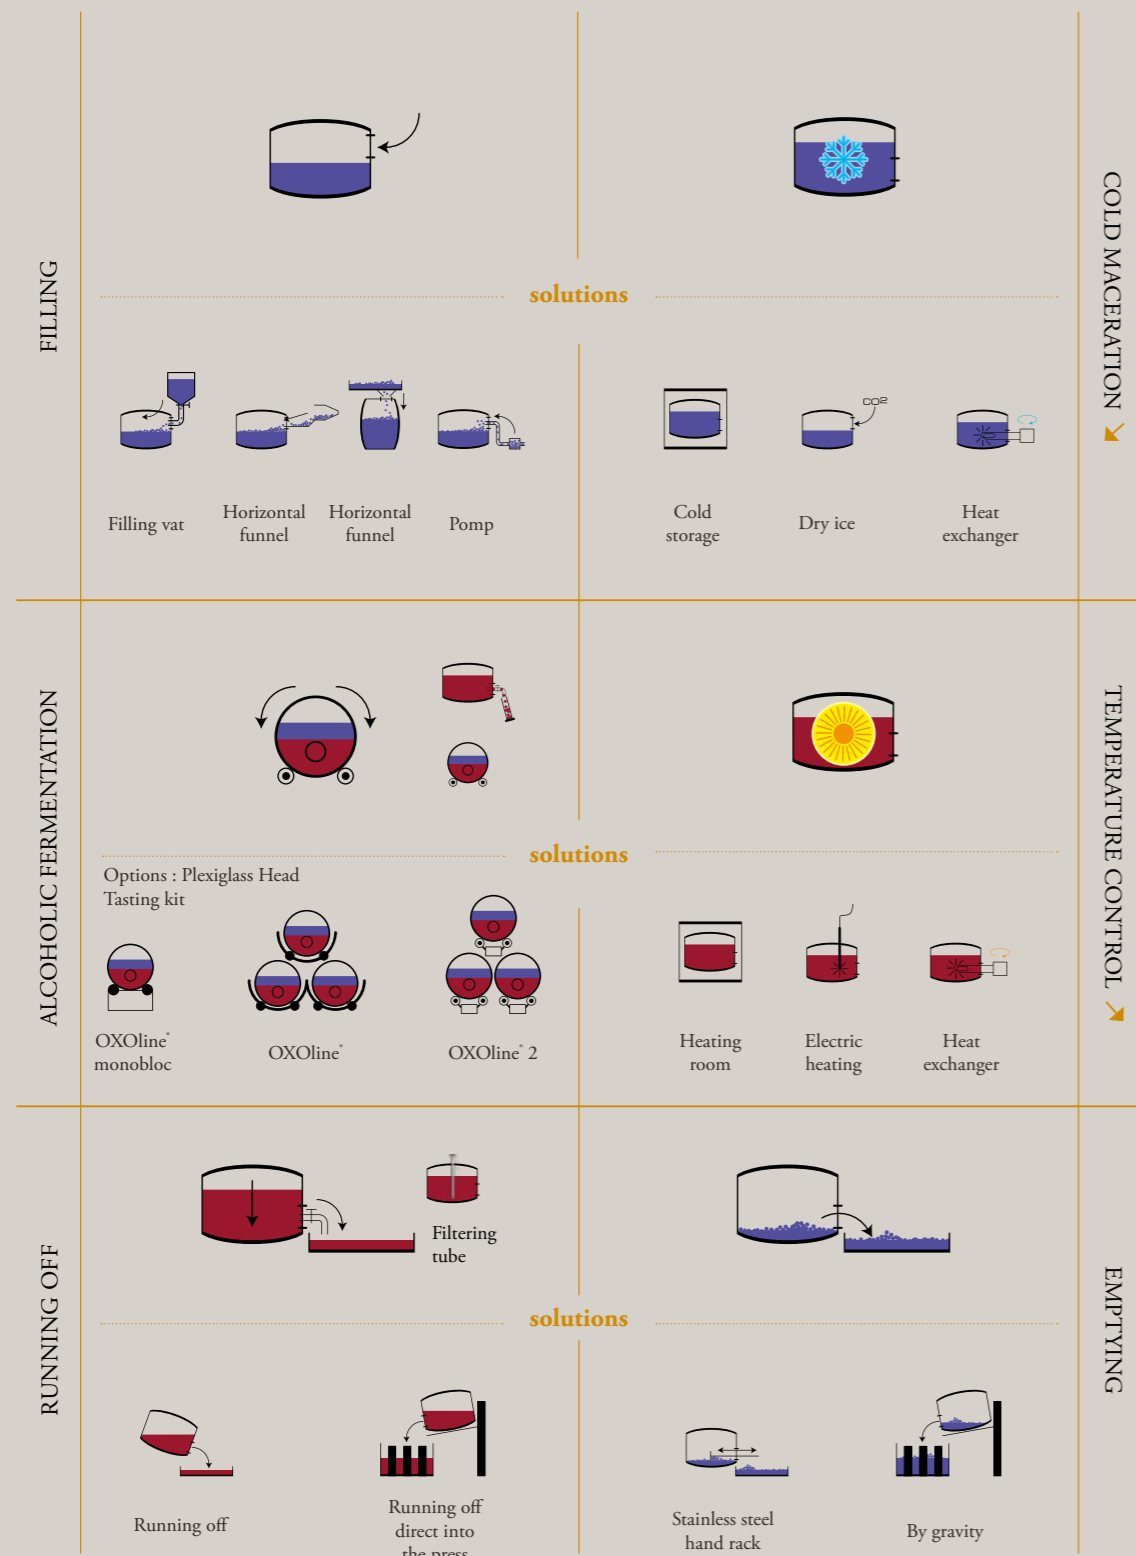 FILLING
COLD MACERATION
solutions
CO2
Filling vat
Horizontal
funnel
Horizontal
funnel
Pomp
Cold
storage
Dry ice
Heat
exchanger
ALCOHOLIC FERMENTATION
TEMPERATURE CONTROL
solutions
Options : Plexiglass Head
Tasting kit
OXOline®
monobloc
OXOline®
OXOline® 2
Heating
room
Electric
heating
Heat
exchanger
RUNNING OFF
EMPTYING
Filtering
tube
solutions
Running off
Running off
direct into
the press
Stainless steel
hand rack
By gravity